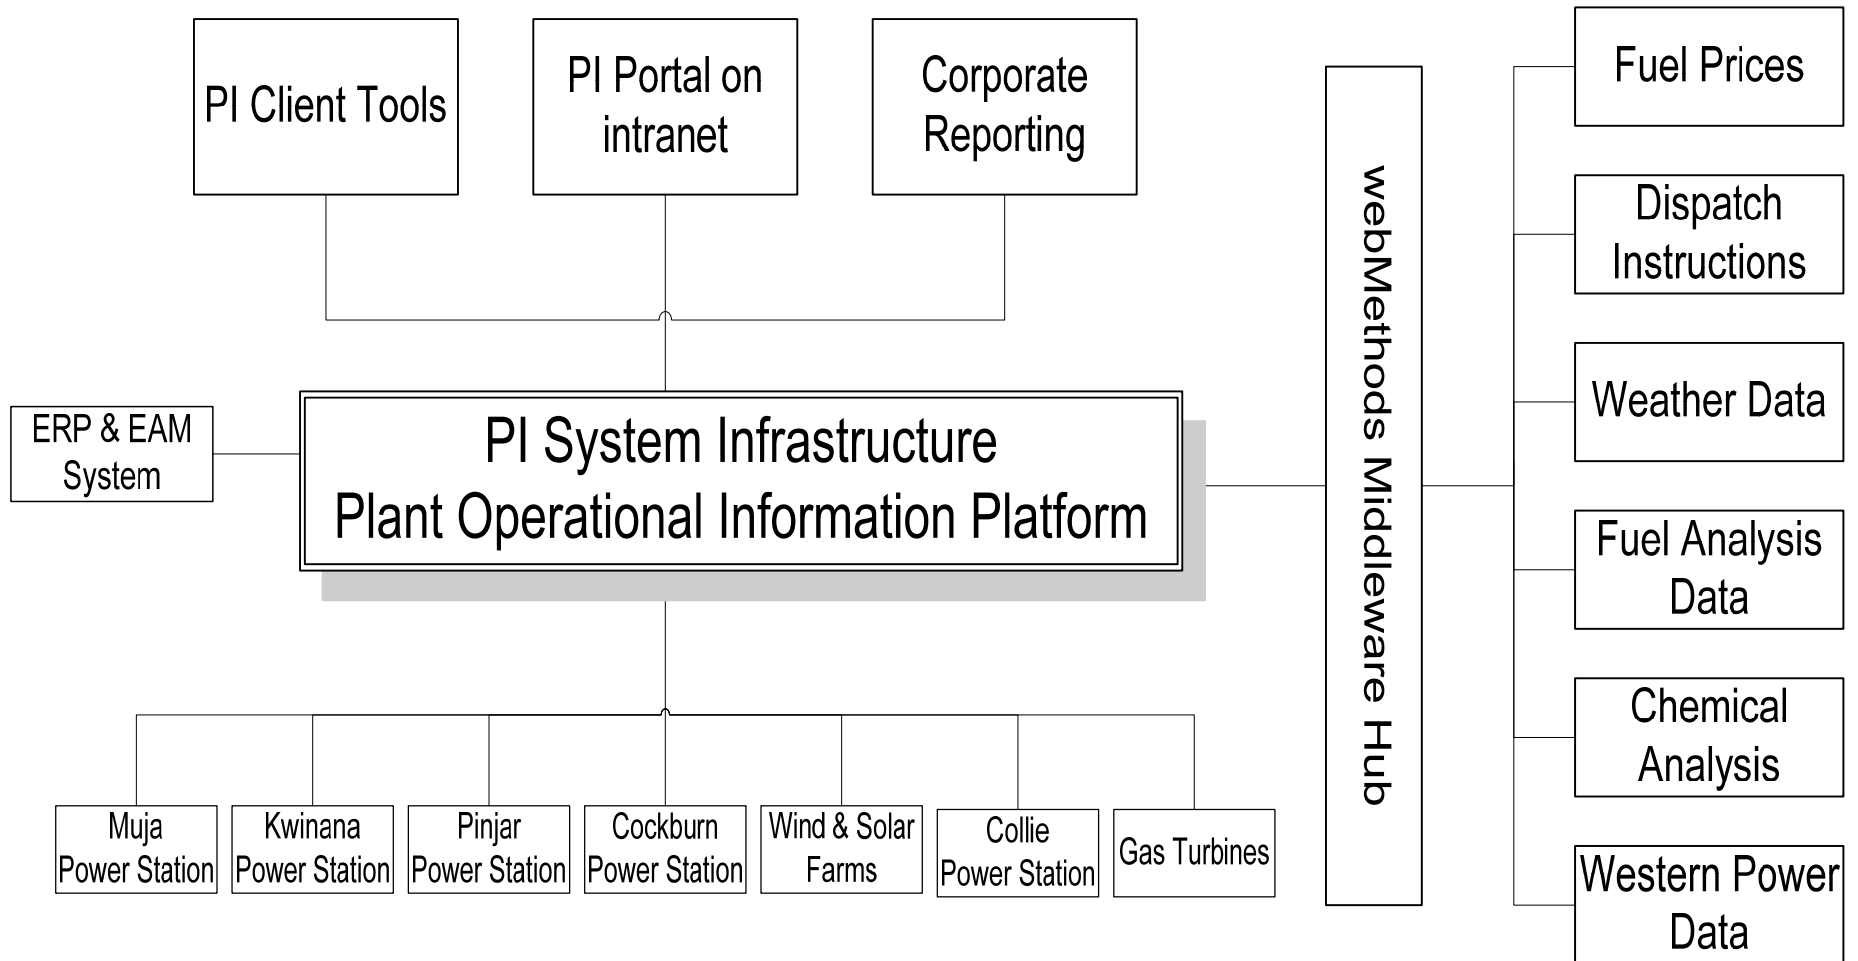 PI Client Tools
PI Portal on
intranet
Corporate
Reporting
ERP & EAM
System
PI System Infrastructure
Plant Operational Information Platform
Muja
Power Station
Kwinana
Power Station
Pinjar
Power Station
Cockburn
Power Station
Wind & Solar
Farms
Collie
Power Station
Gas Turbines
webMethods Middleware Hub
Fuel Prices
Dispatch
Instructions
Weather Data
Fuel Analysis
Data
Chemical
Analysis
Western Power
Data